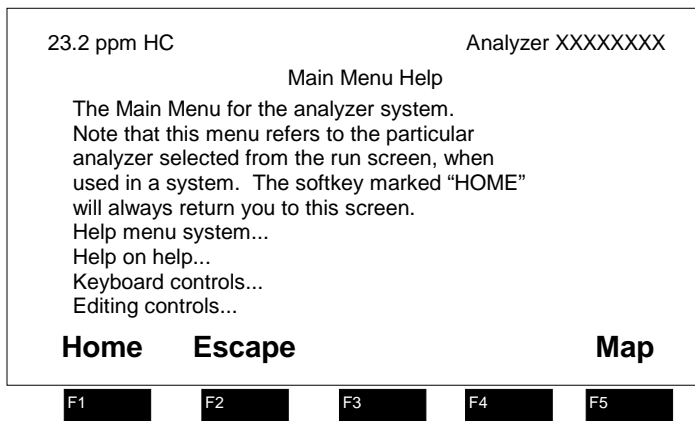 23.2 ppm HC Analyzer XXXXXXXX
Main Menu Help
The Main Menu for the analyzer system.
Note that this menu refers to the particular
analyzer selected from the run screen, when
used in a system. The softkey marked “HOME”
will always return you to this screen.
Help menu system...
Help on help...
Keyboard controls...
Editing controls...
Home Escape Map
F1 F2 F3 F4 F5